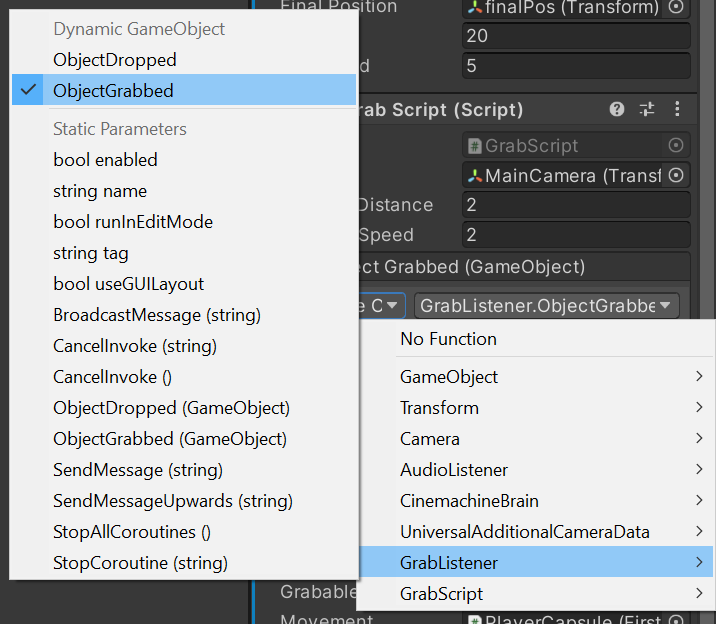 Dynamic GameObject
ObjectDropped
ObjectGrabbed
Static Parameters
bool enabled
string name
bool runInEditMode
string tag
bool useGUILayout
BroadcastMessage (string)
CancelInvoke (string)
CancelInvoke ()
ObjectDropped (GameObject)
ObjectGrabbed (GameObject)
SendMessage (string)
SendMessageUpwards (string)
StopAllCoroutines ()
StopCoroutine (string)
Final Position
finalPos (Transform)
20
d
5
rab Script (Script)
# GrabScript
MainCamera (Transf
Distance
2
Speed
2
ect Grabbed (GameObject)
e C
GrabListener.ObjectGrabbe
No Function
GameObject
Transform
Camera
AudioListener
CinemachineBrain
UniversalAdditionalCameraData
GrabListener
GrabScript
Grabable
Movement
# PlayerCapsule (First